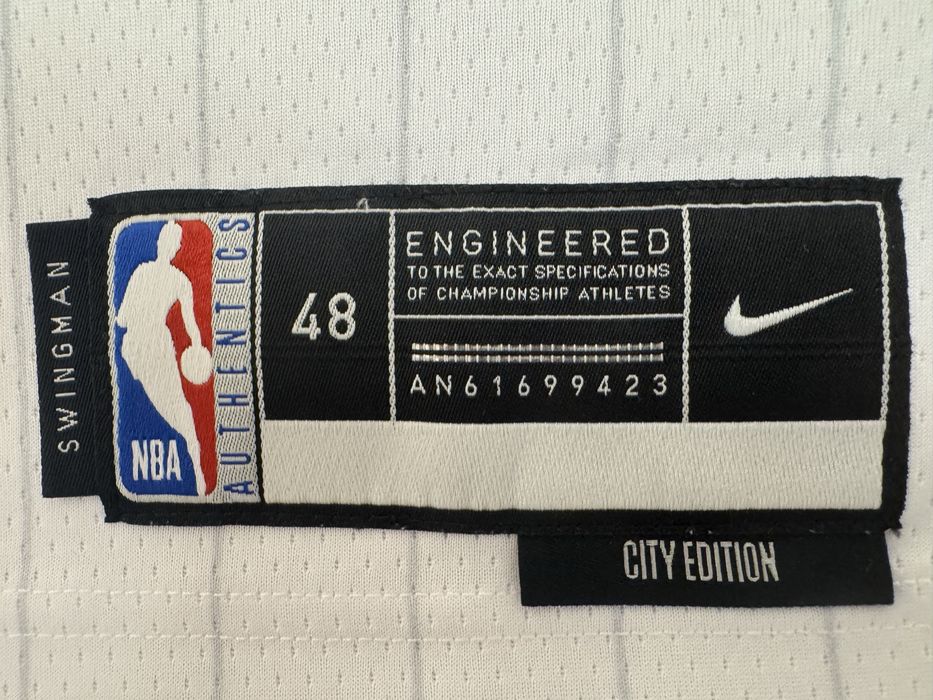 SWINGMAN
NBA
AUTHENTICS
48
ENGINEERED
TO THE EXACT SPECIFICATIONS
OF CHAMPIONSHIP ATHLETES
AN61699423
CITY EDITION